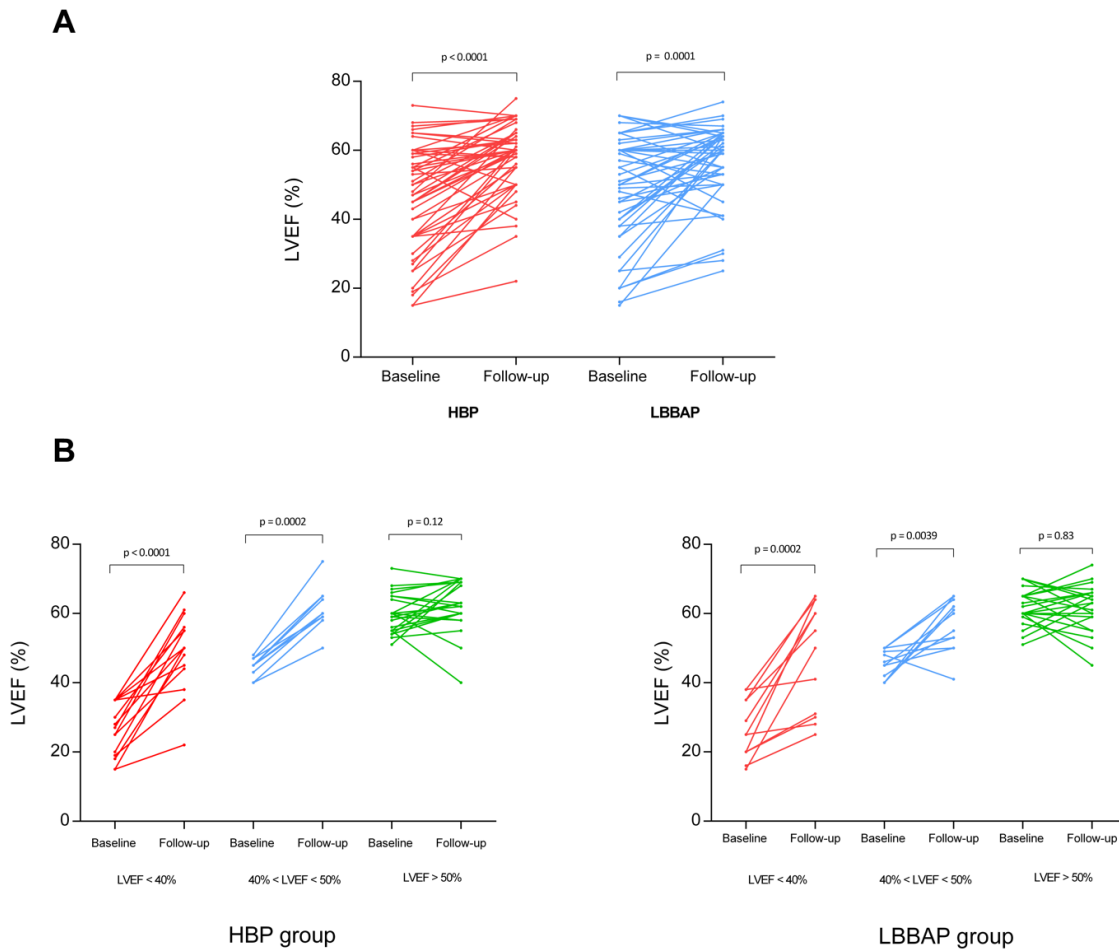 A
p < 0.0001
p = 0.0001
80
60
40
20
0
LVEF (%)
Baseline
Follow-up
Baseline
Follow-up
HBP
LBBAP
B
p < 0.0001
p = 0.0002
p = 0.12
80
60
40
20
0
LVEF (%)
Baseline
Follow-up
Baseline
Follow-up
Baseline
Follow-up
LVEF < 40%
40% < LVEF < 50%
LVEF > 50%
HBP group
p = 0.0002
p = 0.0039
p = 0.83
80
60
40
20
0
LVEF (%)
Baseline
Follow-up
Baseline
Follow-up
Baseline
Follow-up
LVEF < 40%
40% < LVEF < 50%
LVEF > 50%
LBBAP group